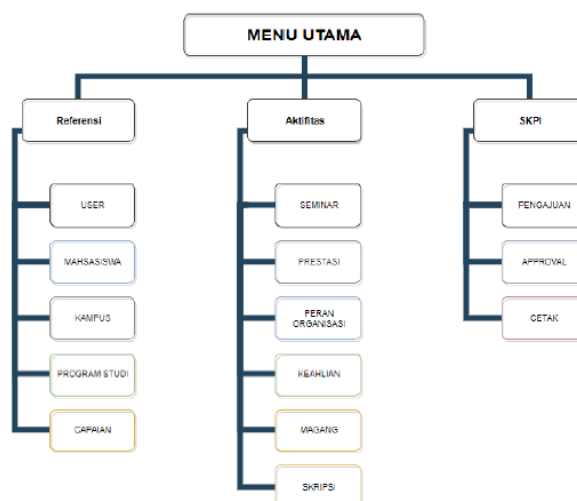 MENU UTAMA
Referensi
Aktifitas
SKPI
USER
SEMINAR
PENGAJUAN
MAHSASISWA
PRESTASI
APPROVAL
KAMPUS
PERAN
ORGANISASI
CETAK
PROGRAM STUDI
KEAHLIAN
CAPAIAN
MAGANG
SKRIPSI